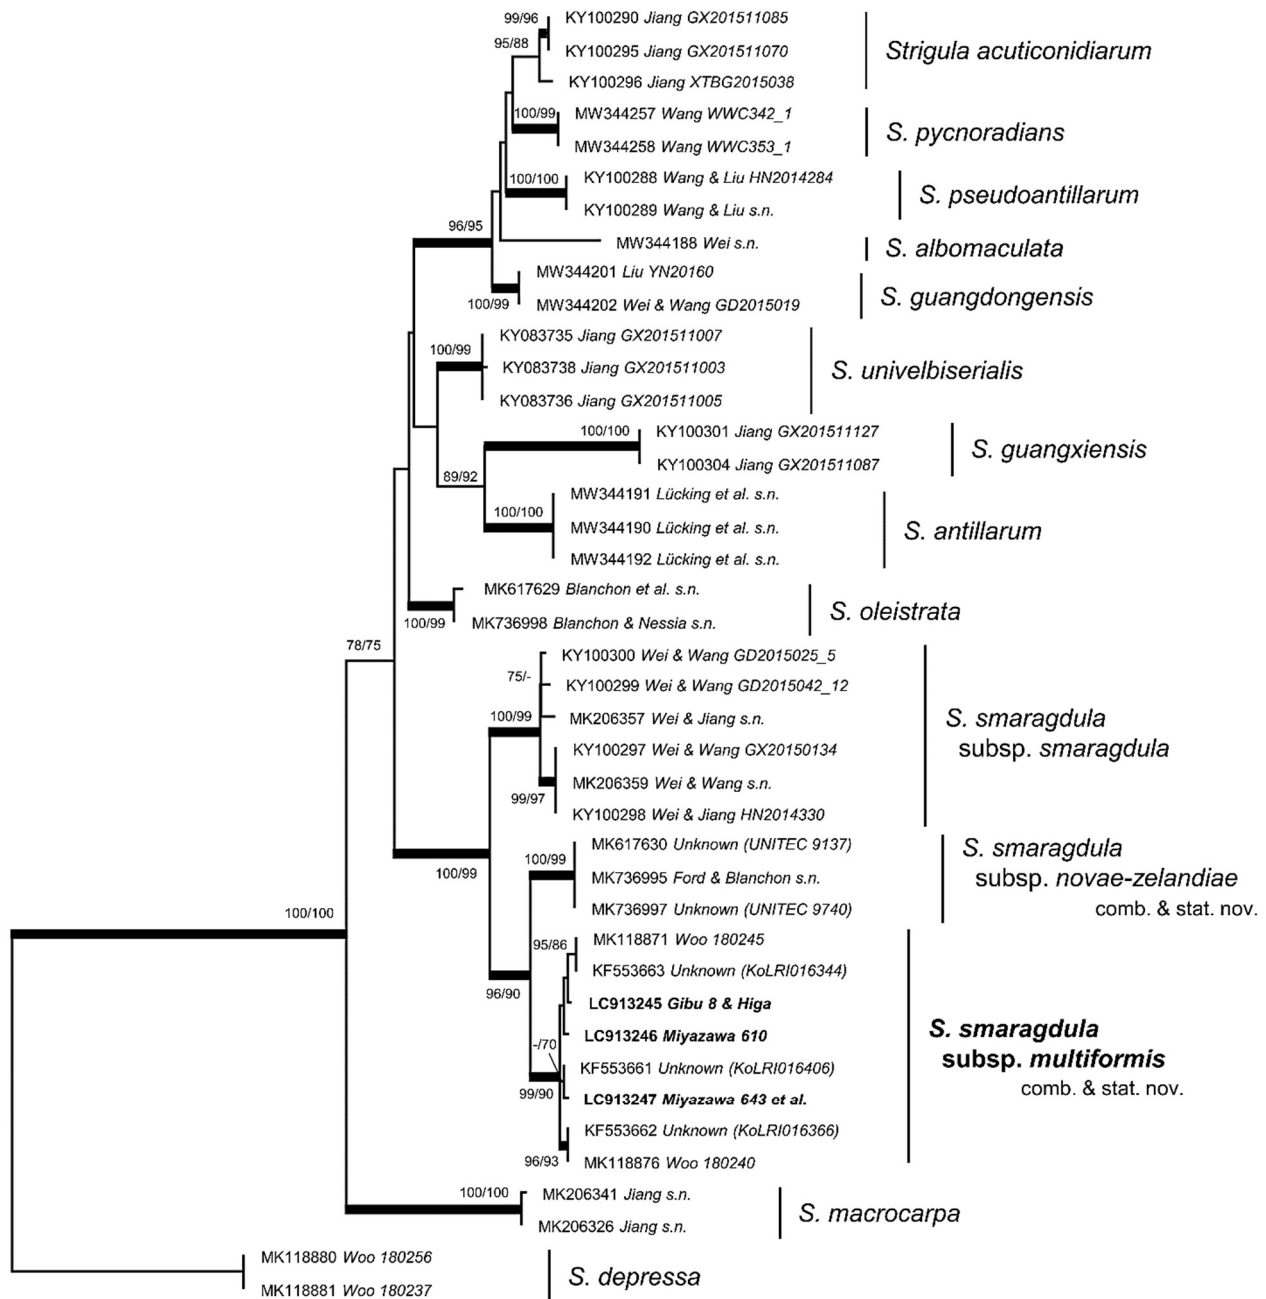 99/96
KY100290 Jiang GX201511085
95/88
KY100295 Jiang GX201511070
Strigula acuticonidiarum
KY100296 Jiang XTBG2015038
100/99
MW344257 Wang WWC342_1
S. pycnoradians
MW344258 Wang WWC353_1
100/100
KY100288 Wang & Liu HN2014284
S. pseudoantillarum
KY100289 Wang & Liu s.n.
96/95
MW344188 Wei s.n.
S. albomaculata
MW344201 Liu YN20160
S. guangdongensis
100/99
MW344202 Wei & Wang GD2015019
KY083735 Jiang GX201511007
100/99
KY083738 Jiang GX201511003
S. univelbiserialis
KY083736 Jiang GX201511005
100/100
KY100301 Jiang GX201511127
S. guangxiensis
KY100304 Jiang GX201511087
89/92
MW344191 Lücking et al. s.n.
100/100
MW344190 Lücking et al. s.n.
S. antillarum
MW344192 Lücking et al. s.n.
MK617629 Blanchon et al. s.n.
S. oleistrata
100/99
MK736998 Blanchon & Nessia s.n.
78/75
KY100300 Wei & Wang GD2015025_5
75/-
KY100299 Wei & Wang GD2015042_12
100/99
MK206357 Wei & Jiang s.n.
S. smaragdula
subsp. smaragdula
KY100297 Wei & Wang GX20150134
MK206359 Wei & Wang s.n.
99/97
KY100298 Wei & Jiang HN2014330
100/99
MK617630 Unknown (UNITEC 9137)
S. smaragdula
subsp. novae-zelandiae
comb. & stat. nov.
100/99
MK736995 Ford & Blanchon s.n.
MK736997 Unknown (UNITEC 9740)
100/100
95/86
MK118871 Woo 180245
KF553663 Unknown (KoLRI016344)
96/90
LC913245 Gibu 8 & Higa
LC913246 Miyazawa 610
S. smaragdula
subsp. multiformis
comb. & stat. nov.
-/70
KF553661 Unknown (KoLRI016406)
99/90
LC913247 Miyazawa 643 et al.
KF553662 Unknown (KoLRI016366)
96/93
MK118876 Woo 180240
100/100
MK206341 Jiang s.n.
S. macrocarpa
MK206326 Jiang s.n.
MK118880 Woo 180256
S. depressa
MK118881 Woo 180237